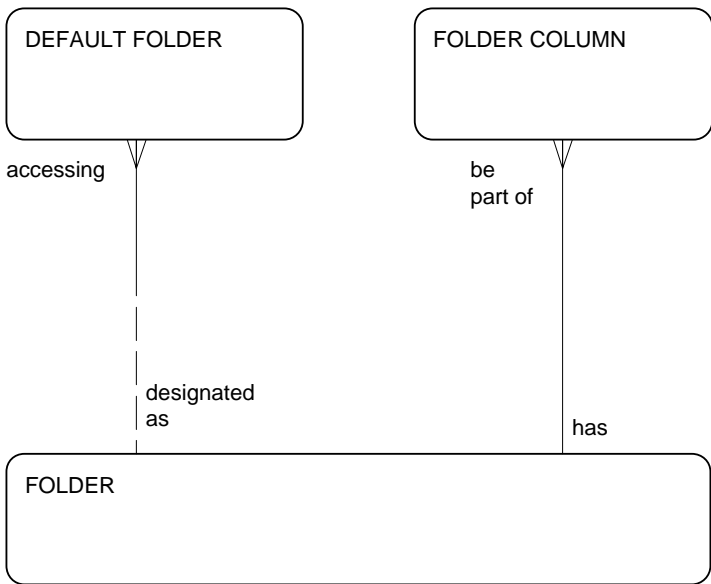 DEFAULT FOLDER
FOLDER COLUMN
accessing
be
part of
designated
as
has
FOLDER